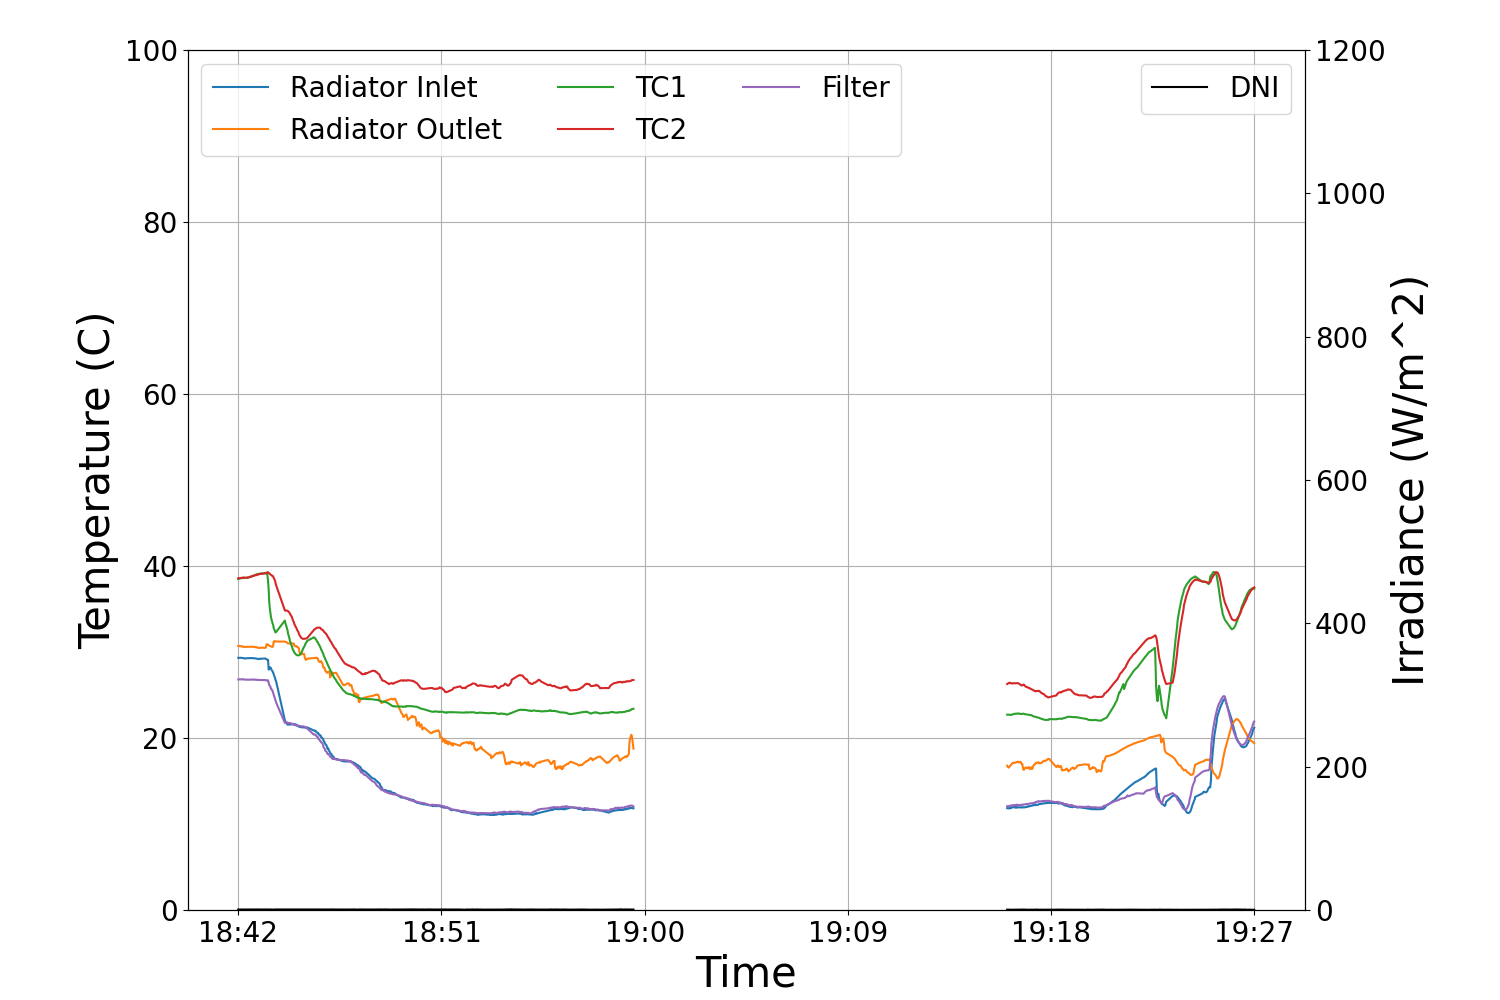 Radiator Inlet
Radiator Outlet
TC1
TC2
Filter
DNI
100
80
60
40
20
0
Temperature (C)
1200
1000
800
600
400
200
0
Irradiance (W/m^2)
18:42
18:51
19:00
19:09
19:18
19:27
Time